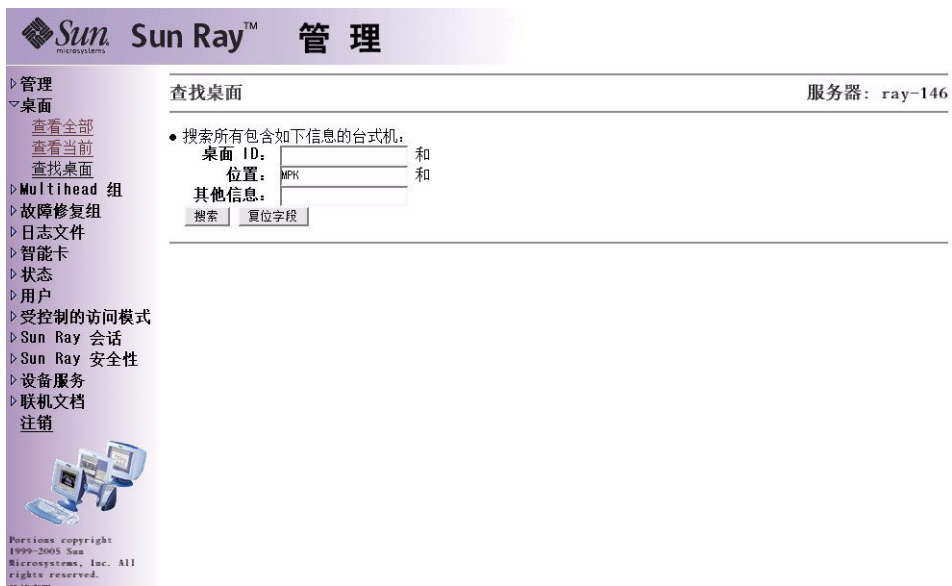 Sun microsystems Sun Ray™ 管 理
▷管理
▽桌面
查看全部
查看当前
查找桌面
▷Multihead 组
▷故障修复组
▷日志文件
▷智能卡
▷状态
▷用户
▷受控制的访问模式
▷Sun Ray 会话
▷Sun Ray 安全性
▷设备服务
▷联机文档
注销
Portions copyright
1999-2005 Sun
Microsystems, Inc. All
rights reserved.
查找桌面 服务器: ray-146
● 搜索所有包含如下信息的台式机:
桌面 ID: 和
位置: MPK 和
其他信息:
搜索 复位字段